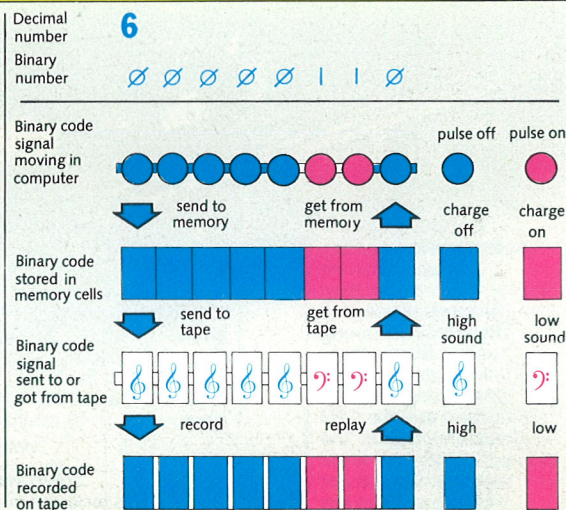 Decimal
number
6
Binary
number
Ø Ø Ø Ø Ø 1 1 Ø
Binary code
signal
moving in
computer
pulse off pulse on
send to
memory
get from
memory
charge
off
charge
on
Binary code
stored in
memory cells
send to
tape
get from
tape
high
sound
low
sound
Binary code
signal
sent to or
got from tape
record
replay
high
low
Binary code
recorded
on tape